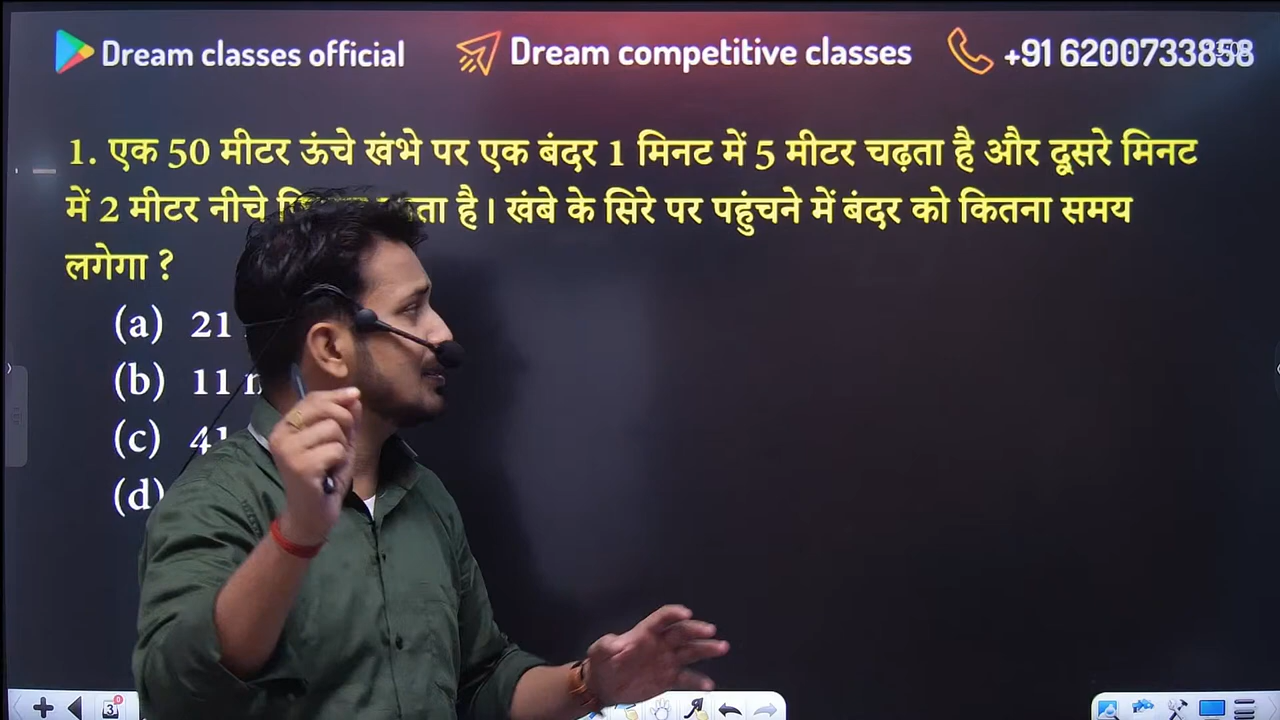 Dream classes official
Dream competitive classes
+91 6200733858
1. एक 50 मीटर ऊंचे खंभे पर एक बंदर 1 मिनट में 5 मीटर चढ़ता है और दूसरे मिनट
में 2 मीटर नीचे है। खंबे के सिरे पर पहुंचने में बंदर को कितना समय
लगेगा ?
(a) 21
(b) 11
(c) 41
(d)
3